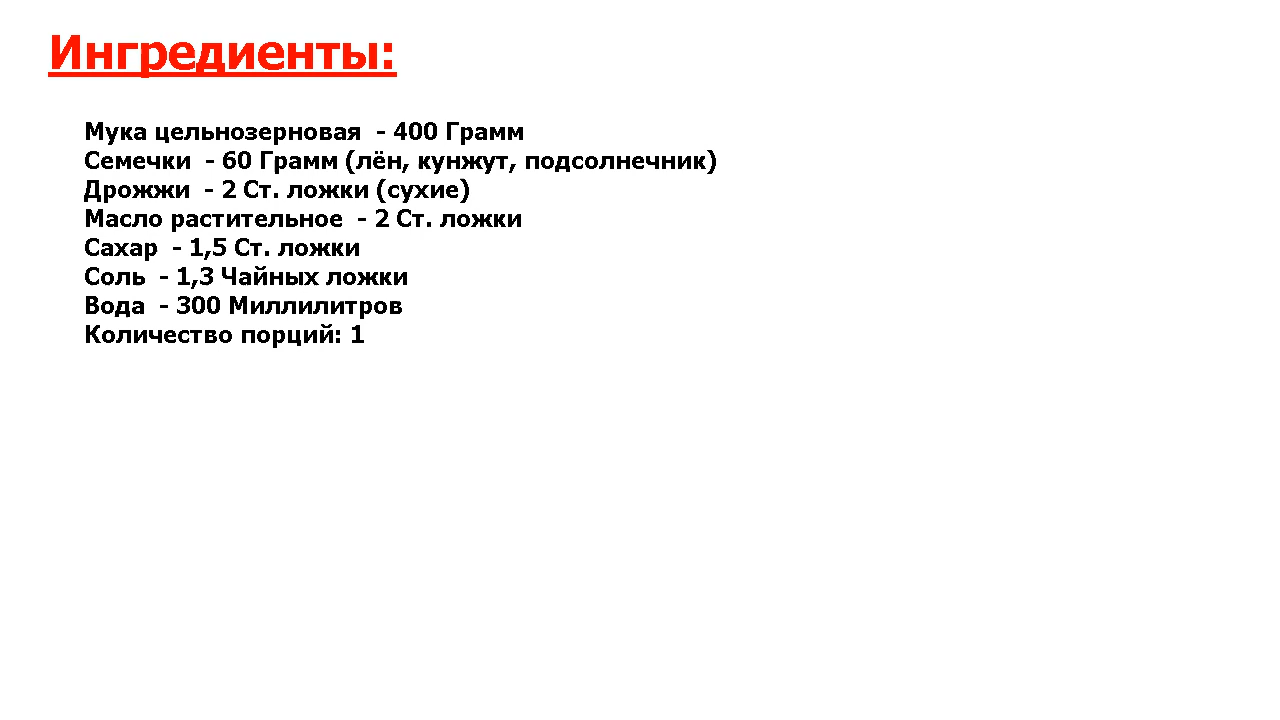 Ингредиенты:
Мука цельнозерновая  - 400 Грамм
Семечки  - 60 Грамм (лён, кунжут, подсолнечник)
Дрожжи  - 2 Ст. ложки (сухие)
Масло растительное  - 2 Ст. ложки
Сахар  - 1,5 Ст. ложки
Соль  - 1,3 Чайных ложки
Вода  - 300 Миллилитров
Количество порций: 1